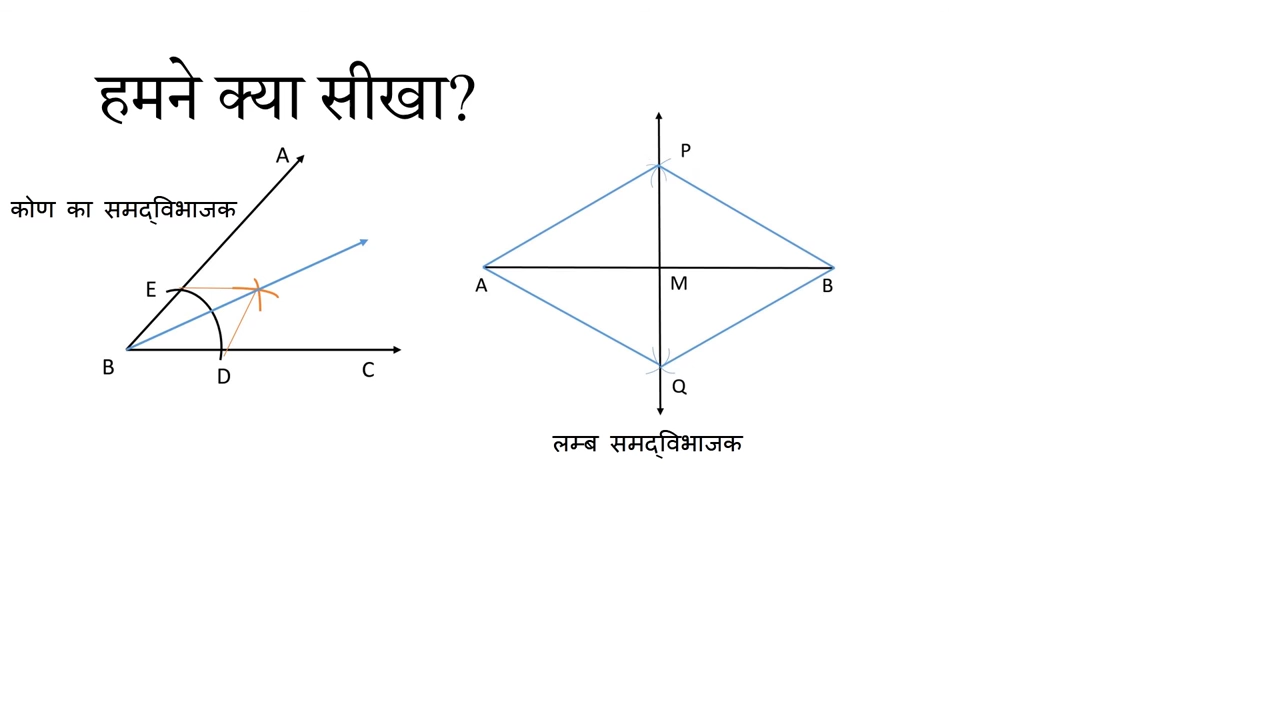 हमने क्या सीखा?
कोण का समद्विभाजक
A
E
B
D
C
P
A
M
B
Q
लम्ब समद्विभाजक